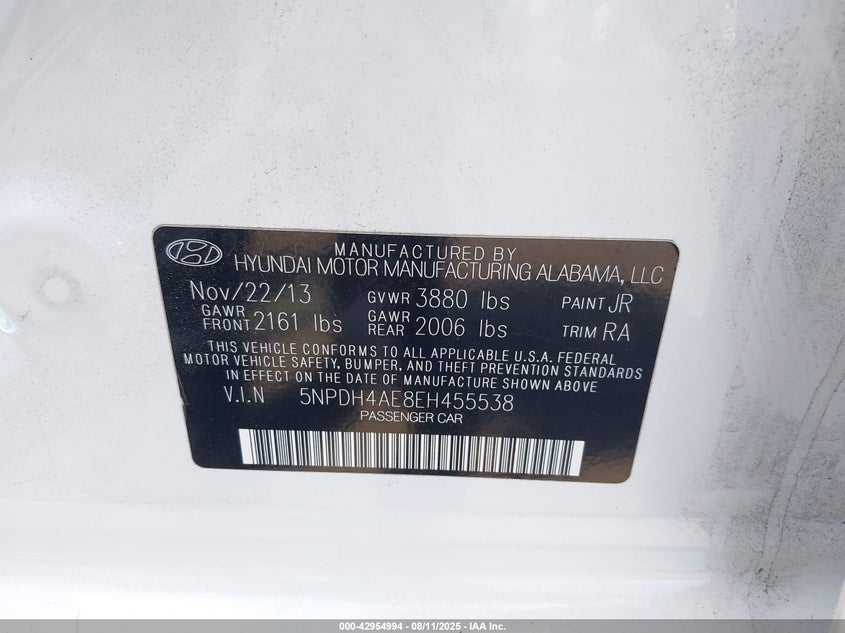 MANUFACTURED BY
HYUNDAI MOTOR MANUFACTURING ALABAMA, LLC
Nov/22/13 GVWR 3880 lbs PAINT JR
GAWR FRONT 2161 lbs GAWR REAR 2006 lbs TRIM RA
THIS VEHICLE CONFORMS TO ALL APPLICABLE U.S.A. FEDERAL
MOTOR VEHICLE SAFETY, BUMPER, AND THEFT PREVENTION STANDARDS
IN EFFECT ON THE DATE OF MANUFACTURE SHOWN ABOVE
V.I.N 5NPDH4AE8EH455538
PASSENGER CAR
000-42954994 - 08/11/2025 - IAA Inc.